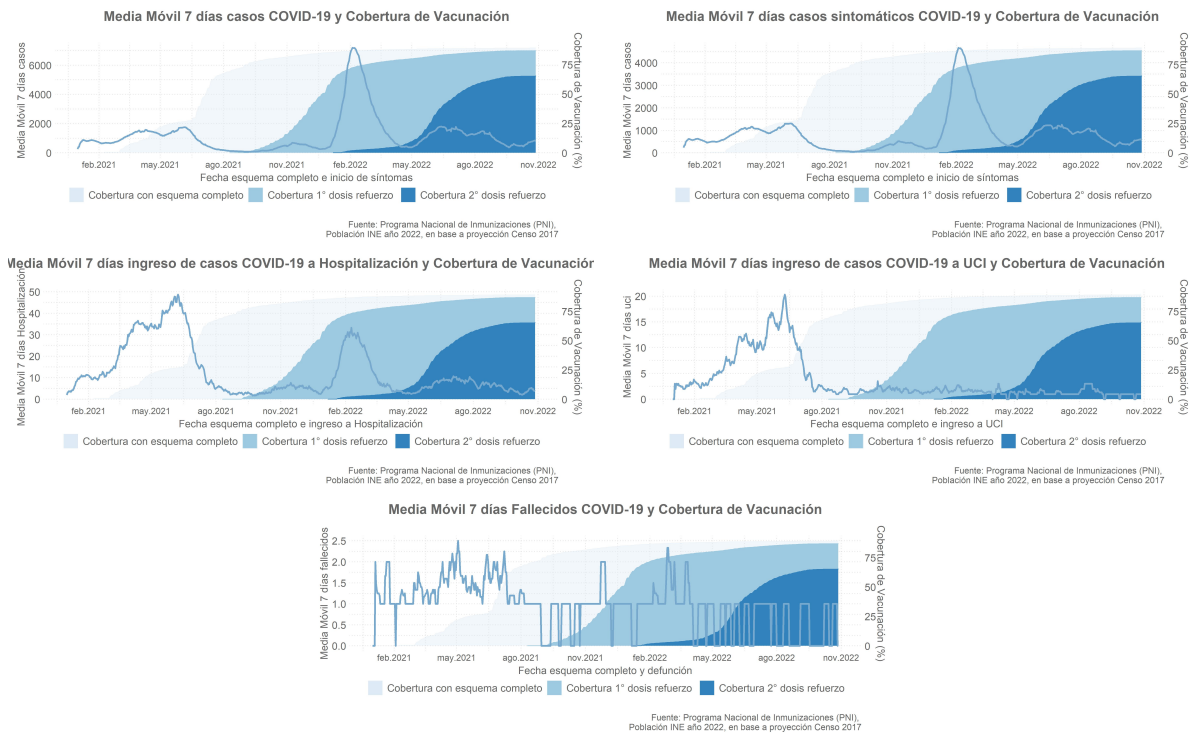 Media Móvil 7 días casos COVID-19 y Cobertura de Vacunación
Media Móvil 7 días casos
6000
4000
2000
0
Cobertura de Vacunación (%)
75
50
25
0
feb.2021 may.2021 ago.2021 nov.2021 feb.2022 may.2022 ago.2022 nov.2022
Fecha esquema completo e inicio de síntomas
Cobertura con esquema completo Cobertura 1° dosis refuerzo Cobertura 2° dosis refuerzo
Fuente: Programa Nacional de Inmunizaciones (PNI),
Población INE año 2022, en base a proyección Censo 2017
Media Móvil 7 días casos sintomáticos COVID-19 y Cobertura de Vacunación
Media Móvil 7 días casos
4000
3000
2000
1000
0
Cobertura de Vacunación (%)
75
50
25
0
feb.2021 may.2021 ago.2021 nov.2021 feb.2022 may.2022 ago.2022 nov.2022
Fecha esquema completo e inicio de síntomas
Cobertura con esquema completo Cobertura 1° dosis refuerzo Cobertura 2° dosis refuerzo
Fuente: Programa Nacional de Inmunizaciones (PNI),
Población INE año 2022, en base a proyección Censo 2017
Media Móvil 7 días ingreso de casos COVID-19 a Hospitalización y Cobertura de Vacunación
Media Móvil 7 días Hospitalización
50
40
30
20
10
0
Cobertura de Vacunación (%)
75
50
25
0
feb.2021 may.2021 ago.2021 nov.2021 feb.2022 may.2022 ago.2022 nov.2022
Fecha esquema completo e ingreso a Hospitalización
Cobertura con esquema completo Cobertura 1° dosis refuerzo Cobertura 2° dosis refuerzo
Fuente: Programa Nacional de Inmunizaciones (PNI),
Población INE año 2022, en base a proyección Censo 2017
Media Móvil 7 días ingreso de casos COVID-19 a UCI y Cobertura de Vacunación
Media Móvil 7 días uci
20
15
10
5
0
Cobertura de Vacunación (%)
75
50
25
0
feb.2021 may.2021 ago.2021 nov.2021 feb.2022 may.2022 ago.2022 nov.2022
Fecha esquema completo e ingreso a UCI
Cobertura con esquema completo Cobertura 1° dosis refuerzo Cobertura 2° dosis refuerzo
Fuente: Programa Nacional de Inmunizaciones (PNI),
Población INE año 2022, en base a proyección Censo 2017
Media Móvil 7 días Fallecidos COVID-19 y Cobertura de Vacunación
Media Móvil 7 días fallecidos
2.5
2.0
1.5
1.0
0.5
0.0
Cobertura de Vacunación (%)
75
50
25
0
feb.2021 may.2021 ago.2021 nov.2021 feb.2022 may.2022 ago.2022 nov.2022
Fecha esquema completo y defunción
Cobertura con esquema completo Cobertura 1° dosis refuerzo Cobertura 2° dosis refuerzo
Fuente: Programa Nacional de Inmunizaciones (PNI),
Población INE año 2022, en base a proyección Censo 2017